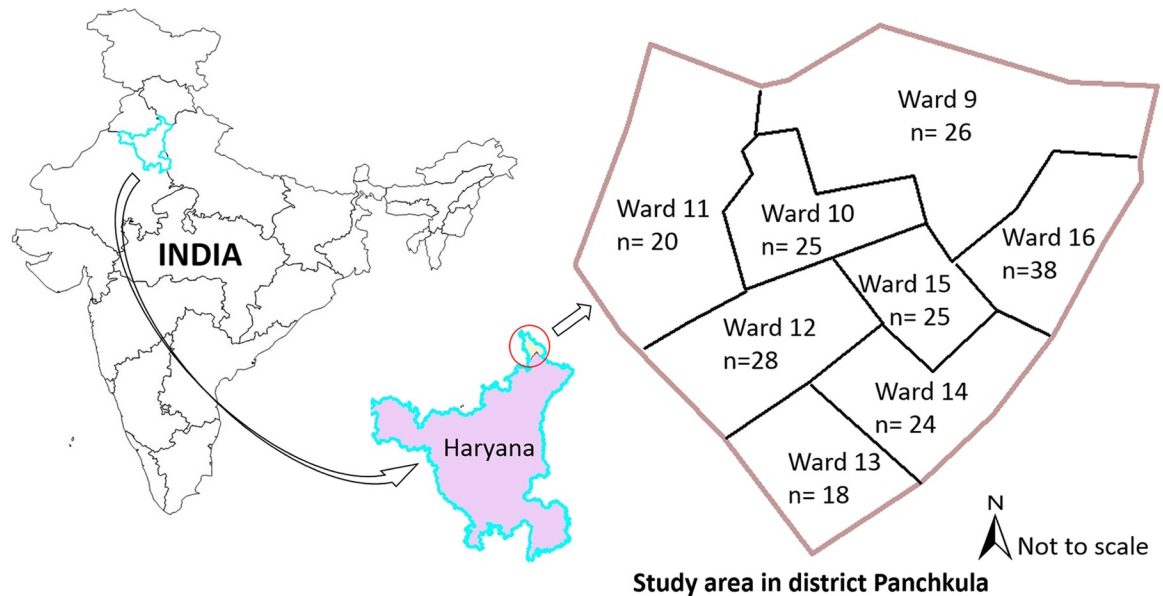 INDIA
Haryana
Ward 9
n= 26
Ward 11
n= 20
Ward 10
n= 25
Ward 16
n=38
Ward 15
n= 25
Ward 12
n=28
Ward 14
n= 24
Ward 13
n= 18
N
Not to scale
Study area in district Panchkula